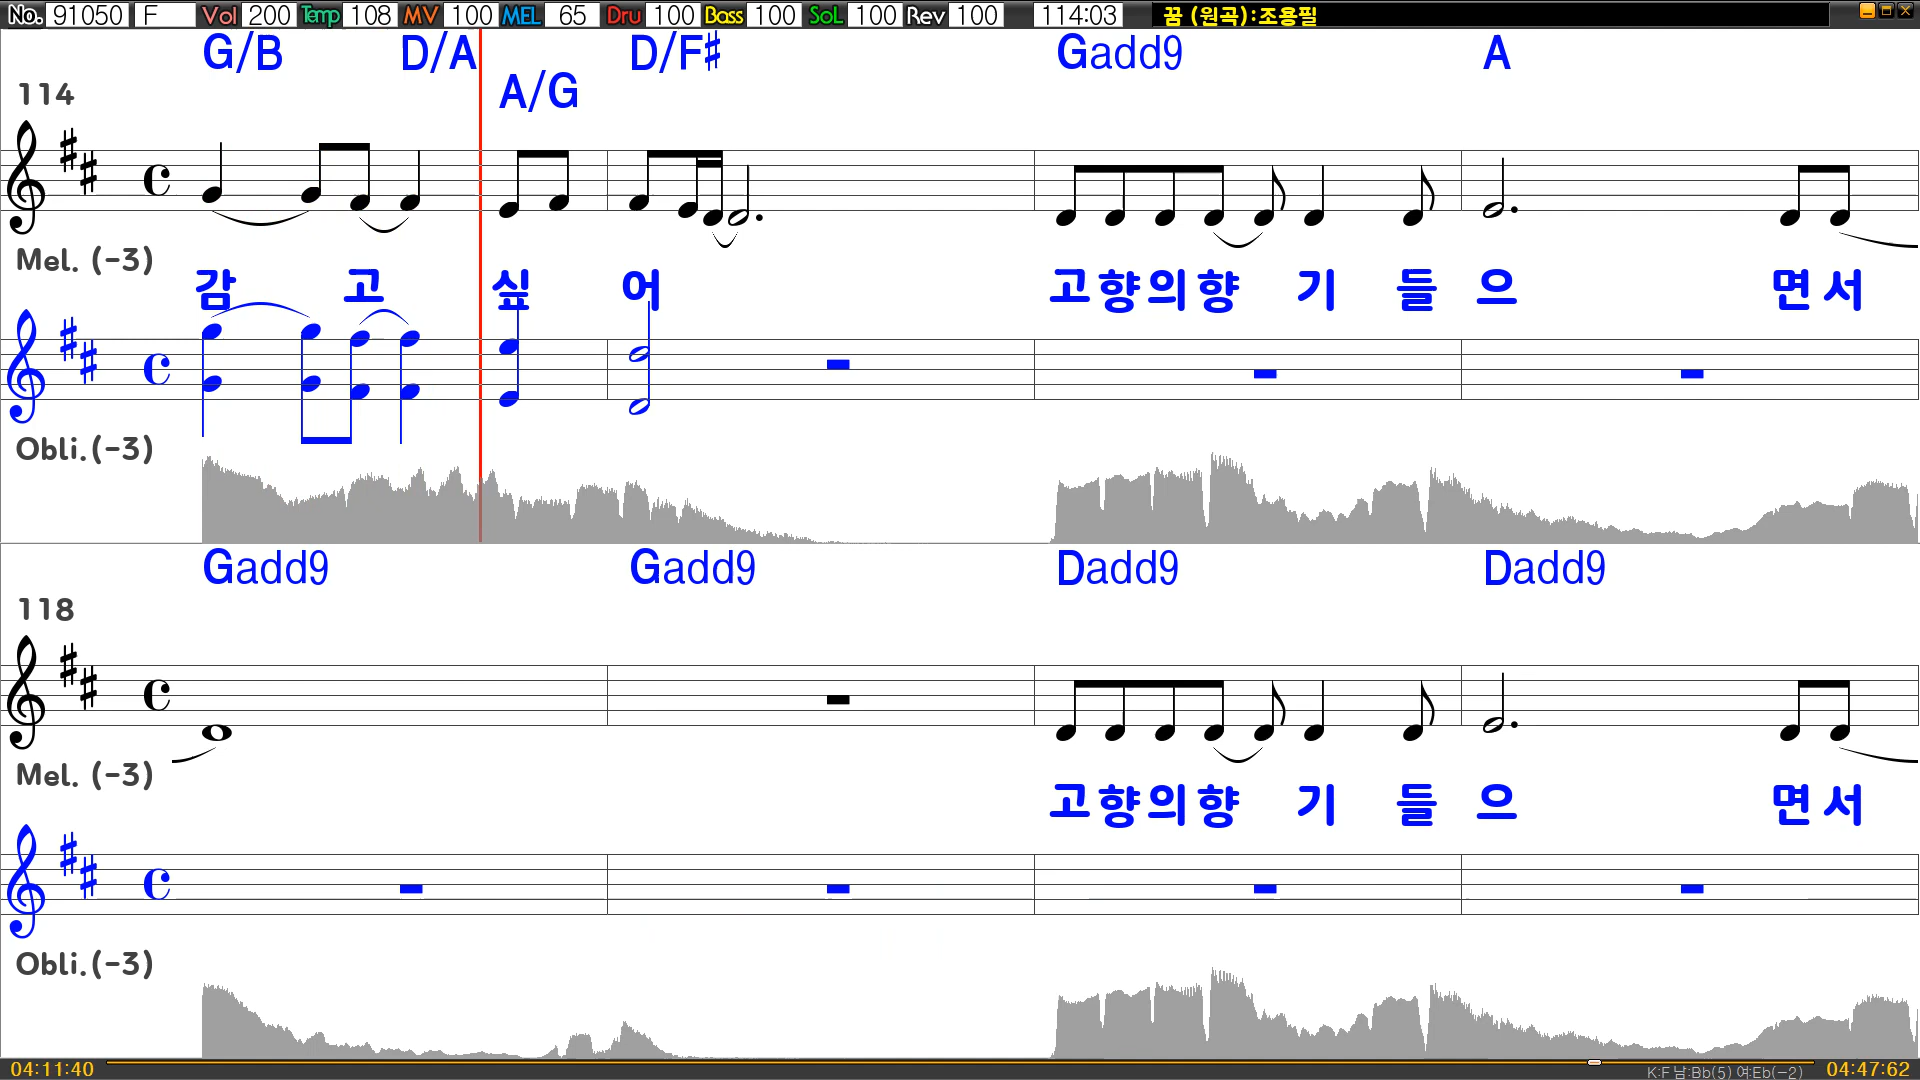 No. 91050 F Vol 200 Temp 108 MV 100 MEL 65 Dru 100 Bass 100 SoL 100 Rev 100 114:03 꿈 (원곡):조용필
G/B D/A A/G D/F♯ Gadd9 A
114
Mel. (-3)
감 고 싶 어 고 향 의 향 기 들 으 면 서
Obli.(-3)
Gadd9 Gadd9 Dadd9 Dadd9
118
Mel. (-3)
고 향 의 향 기 들 으 면 서
Obli.(-3)
04:11:40 K:F 남:Bb(5) 여:Eb(-2) 04:47:62